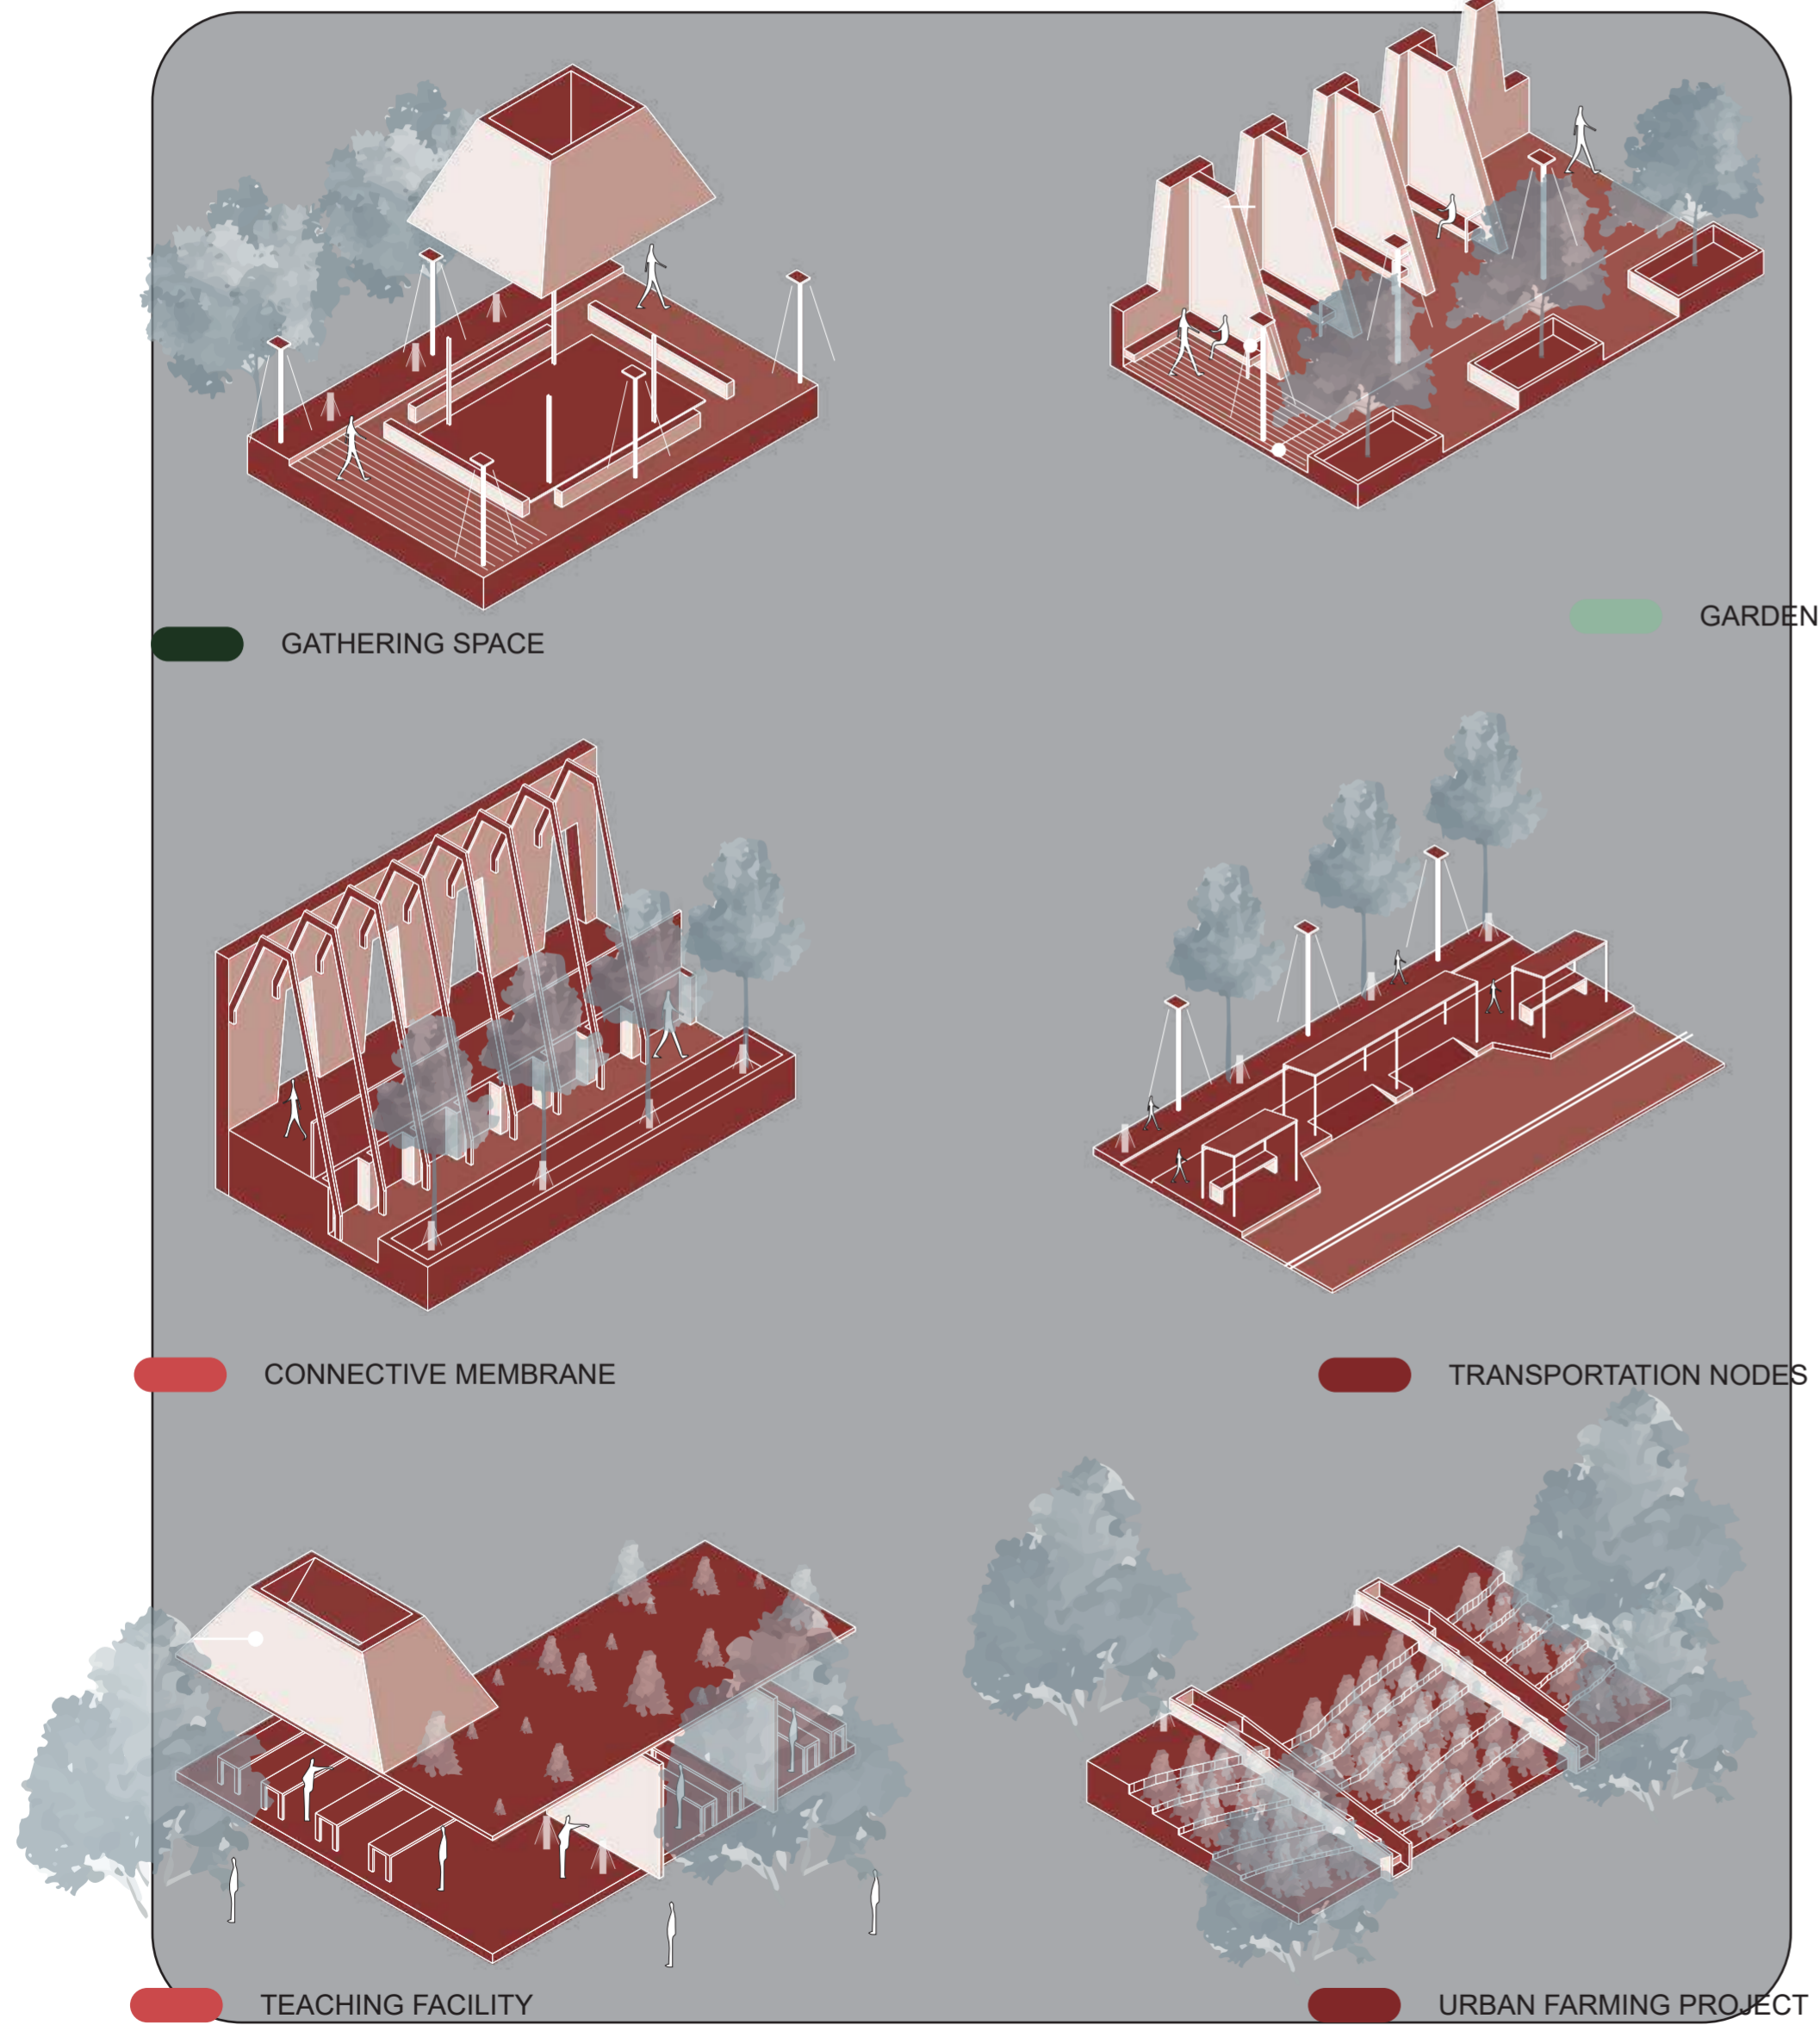 GATHERING SPACE
GARDEN
CONNECTIVE MEMBRANE
TRANSPORTATION NODES
TEACHING FACILITY
URBAN FARMING PROJECT